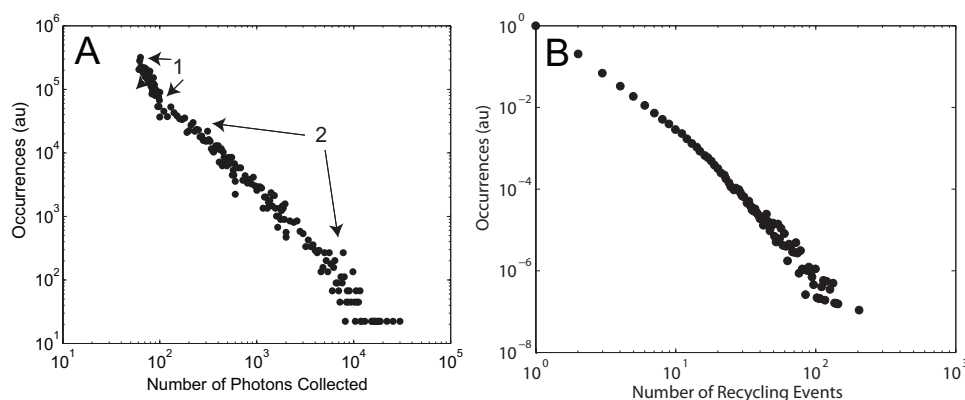 A
10^6
10^5
10^4
10^3
10^2
10^1
Occurrences (au)
1
2
10^1 10^2 10^3 10^4 10^5
Number of Photons Collected
B
10^0
10^−2
10^−4
10^−6
10^−8
Occurrences (au)
10^0 10^1 10^2 10^3
Number of Recycling Events